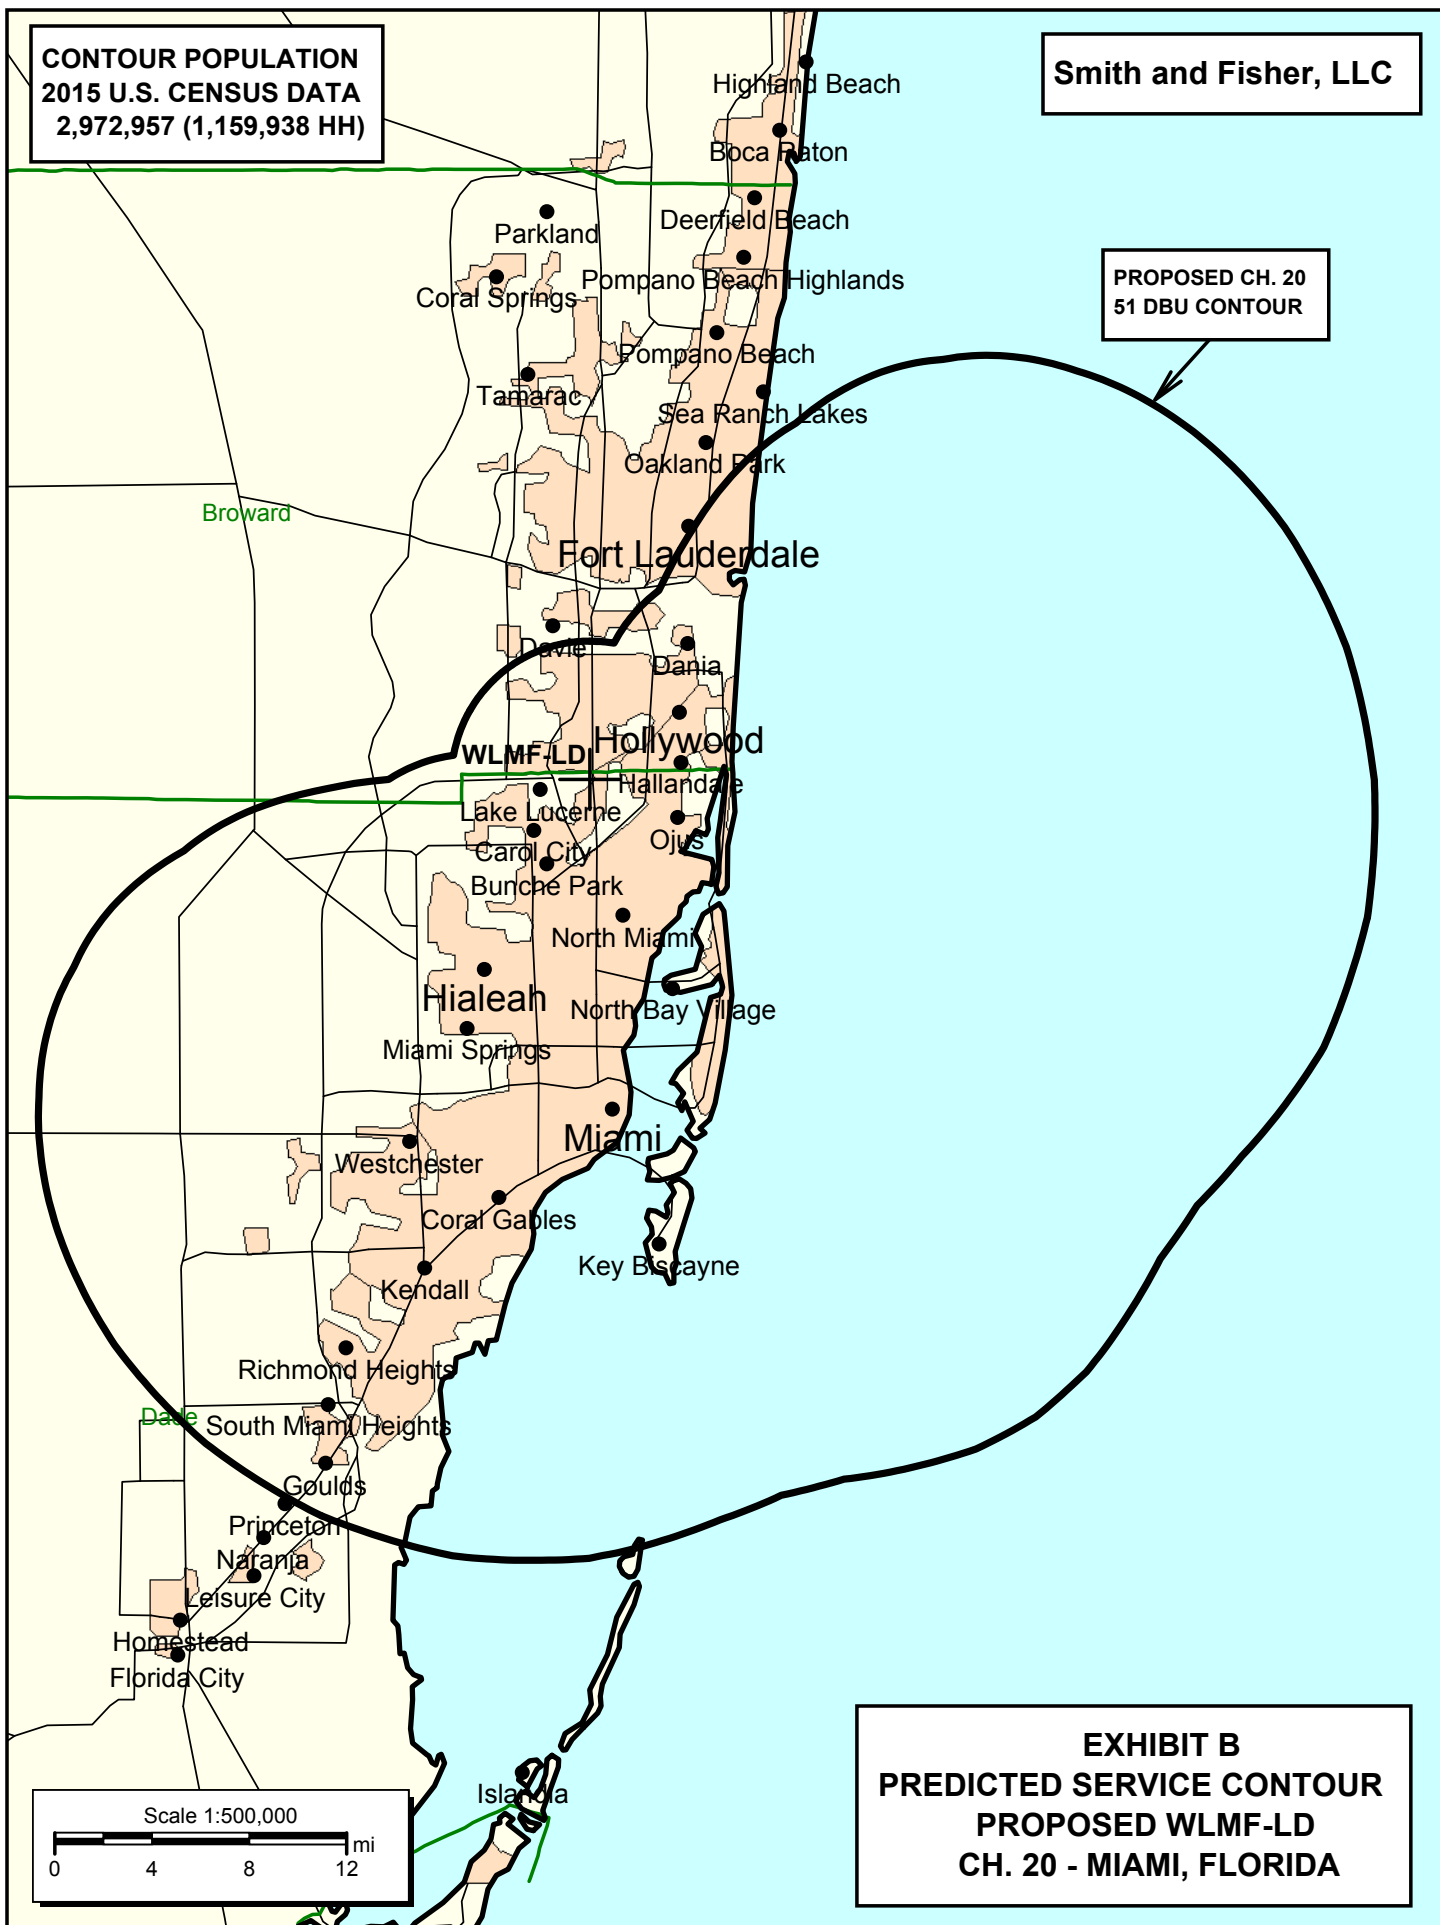 CONTOUR POPULATION
2015 U.S. CENSUS DATA
2,972,957 (1,159,938 HH)
Smith and Fisher, LLC
Highland Beach
Boca Raton
Deerfield Beach
Parkland
Pompano Beach Highlands
Coral Springs
PROPOSED CH. 20
51 DBU CONTOUR
Pompano Beach
Tamarac
Sea Ranch Lakes
Oakland Park
Broward
Fort Lauderdale
Davie
Dania
Hollywood
WLMF-LD
Hallandale
Lake Lucerne
Ojus
Carol City
Bunche Park
North Miami
Hialeah
North Bay Village
Miami Springs
Miami
Westchester
Coral Gables
Key Biscayne
Kendall
Richmond Heights
Dade
South Miami Heights
Goulds
Princeton
Naranja
Leisure City
Homestead
Florida City
Islandia
Scale 1:500,000
mi
0 4 8 12
EXHIBIT B
PREDICTED SERVICE CONTOUR
PROPOSED WLMF-LD
CH. 20 - MIAMI, FLORIDA